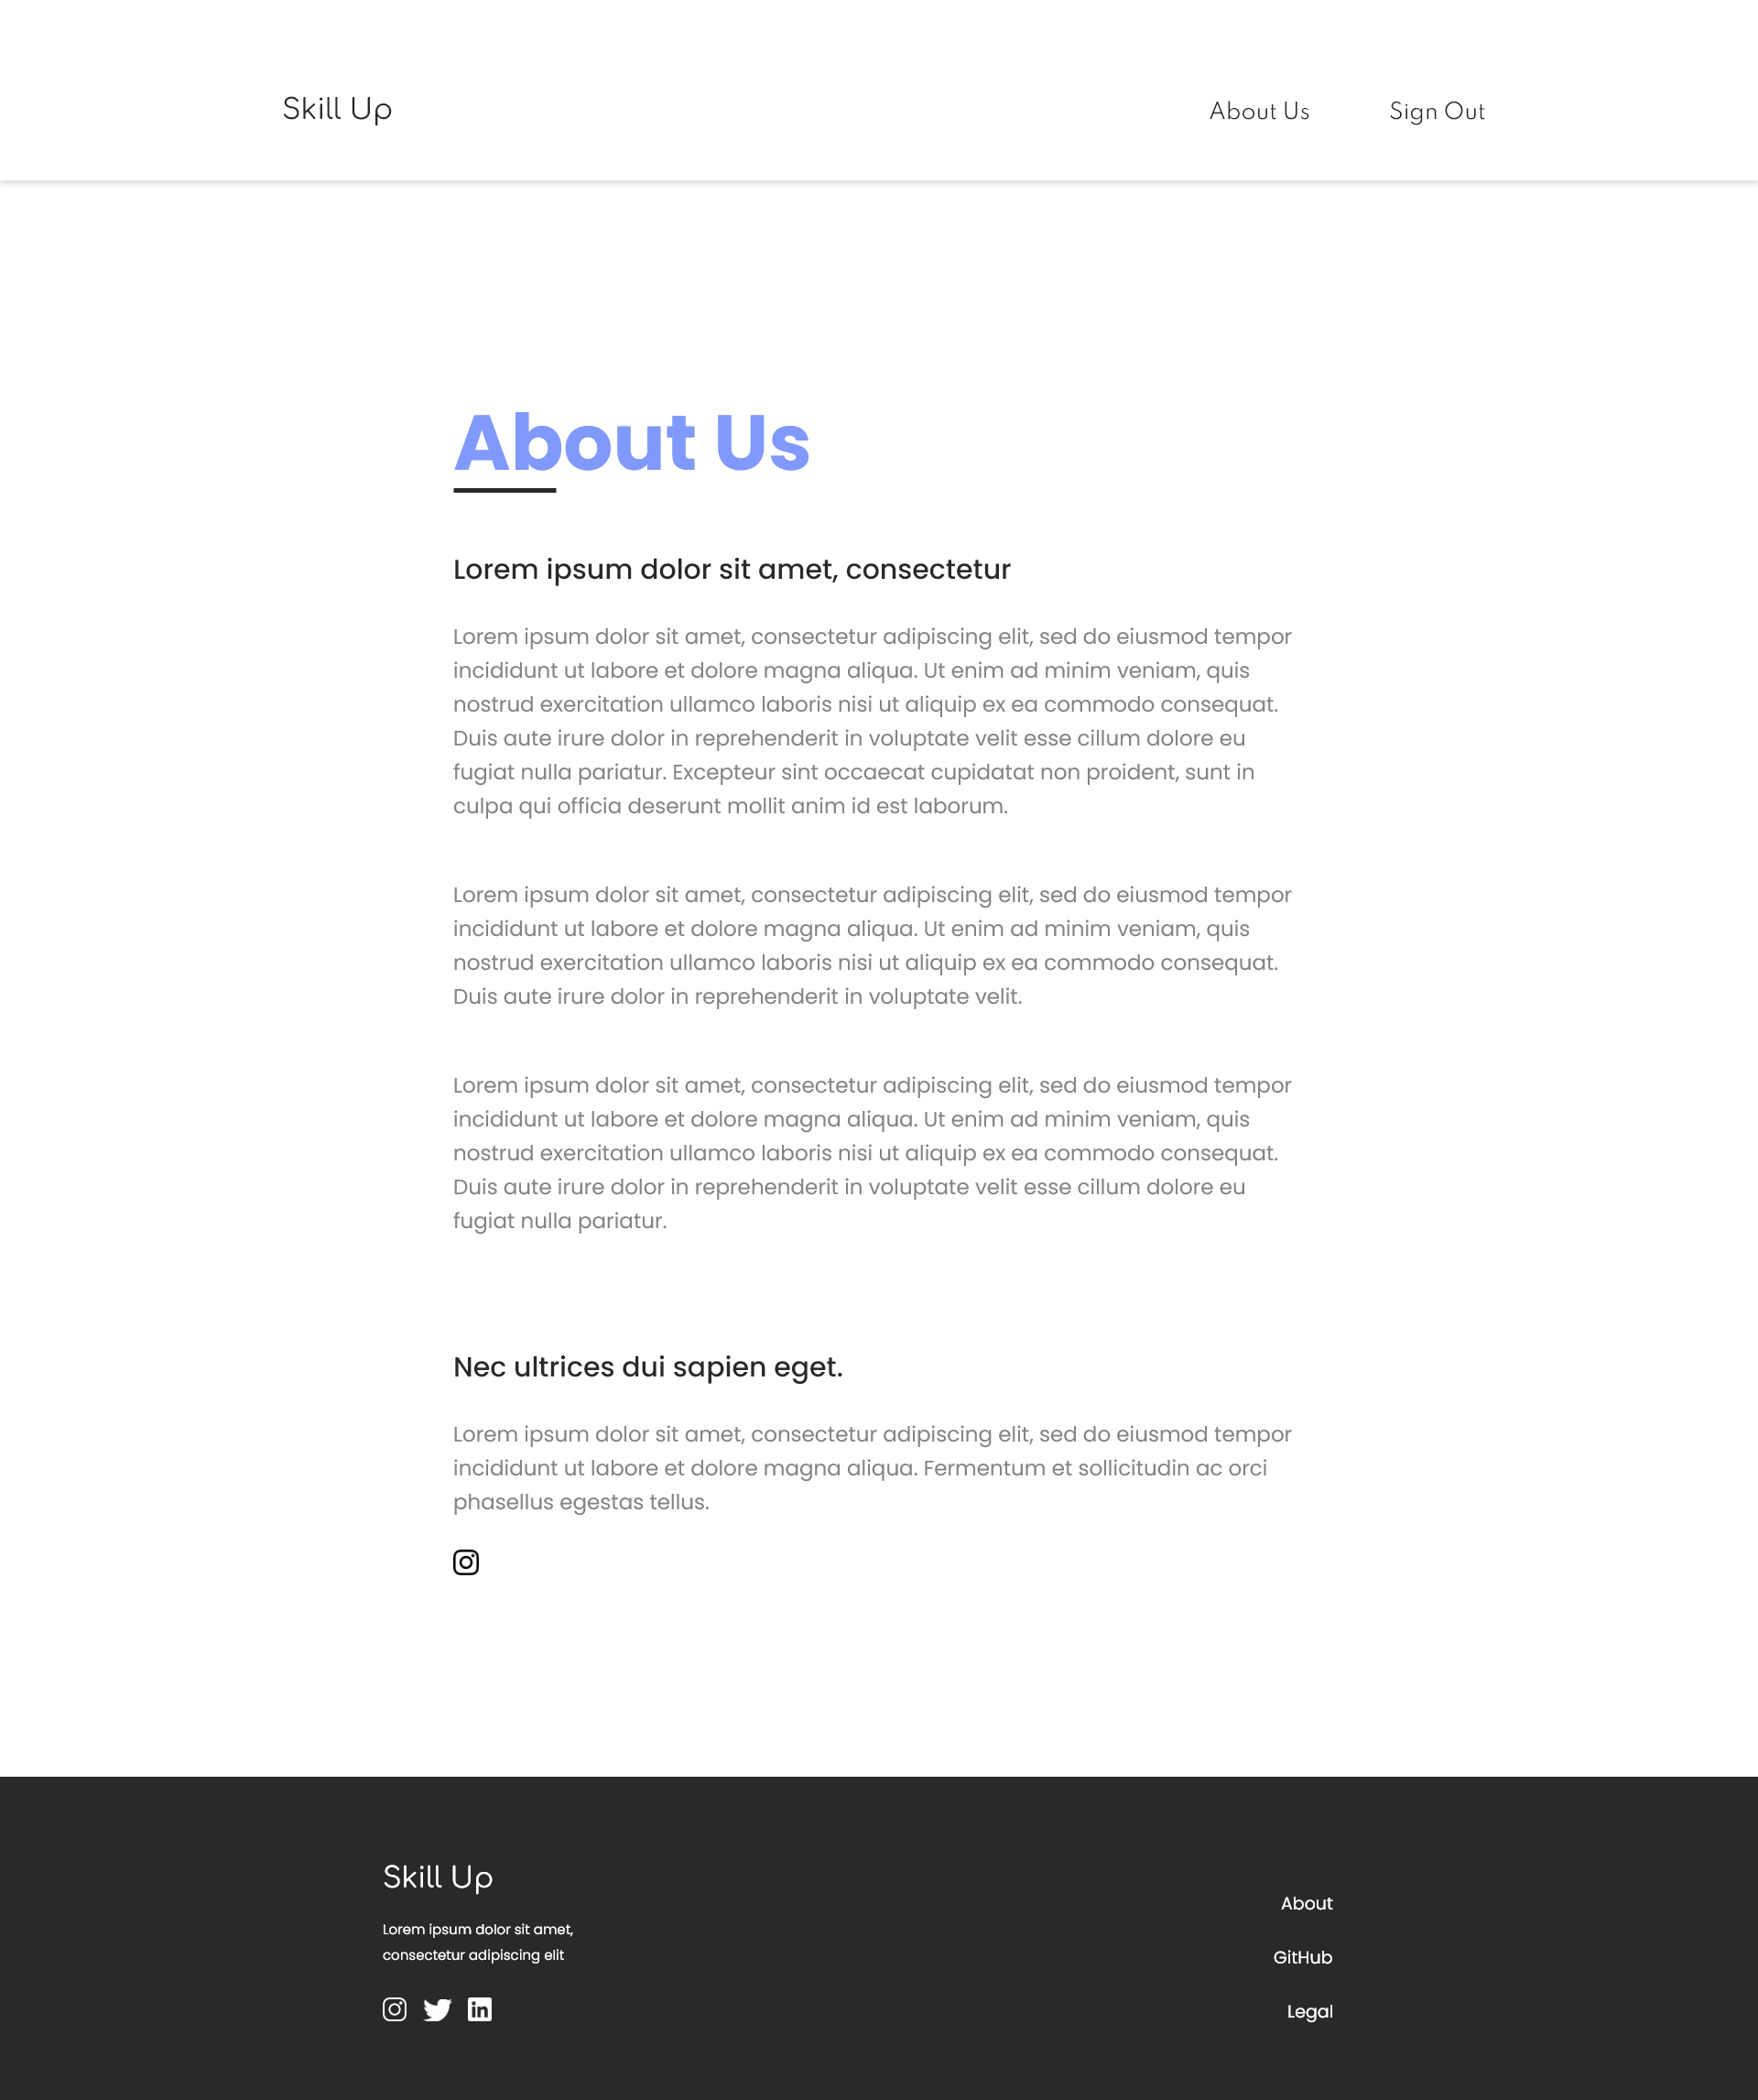 Skill Up
About Us
Sign Out
About Us
Lorem ipsum dolor sit amet, consectetur
Lorem ipsum dolor sit amet, consectetur adipiscing elit, sed do eiusmod tempor
incididunt ut labore et dolore magna aliqua. Ut enim ad minim veniam, quis
nostrud exercitation ullamco laboris nisi ut aliquip ex ea commodo consequat.
Duis aute irure dolor in reprehenderit in voluptate velit esse cillum dolore eu
fugiat nulla pariatur. Excepteur sint occaecat cupidatat non proident, sunt in
culpa qui officia deserunt mollit anim id est laborum.
Lorem ipsum dolor sit amet, consectetur adipiscing elit, sed do eiusmod tempor
incididunt ut labore et dolore magna aliqua. Ut enim ad minim veniam, quis
nostrud exercitation ullamco laboris nisi ut aliquip ex ea commodo consequat.
Duis aute irure dolor in reprehenderit in voluptate velit.
Lorem ipsum dolor sit amet, consectetur adipiscing elit, sed do eiusmod tempor
incididunt ut labore et dolore magna aliqua. Ut enim ad minim veniam, quis
nostrud exercitation ullamco laboris nisi ut aliquip ex ea commodo consequat.
Duis aute irure dolor in reprehenderit in voluptate velit esse cillum dolore eu
fugiat nulla pariatur.
Nec ultrices dui sapien eget.
Lorem ipsum dolor sit amet, consectetur adipiscing elit, sed do eiusmod tempor
incididunt ut labore et dolore magna aliqua. Fermentum et sollicitudin ac orci
phasellus egestas tellus.
Skill Up
Lorem ipsum dolor sit amet,
consectetur adipiscing elit
About
GitHub
Legal